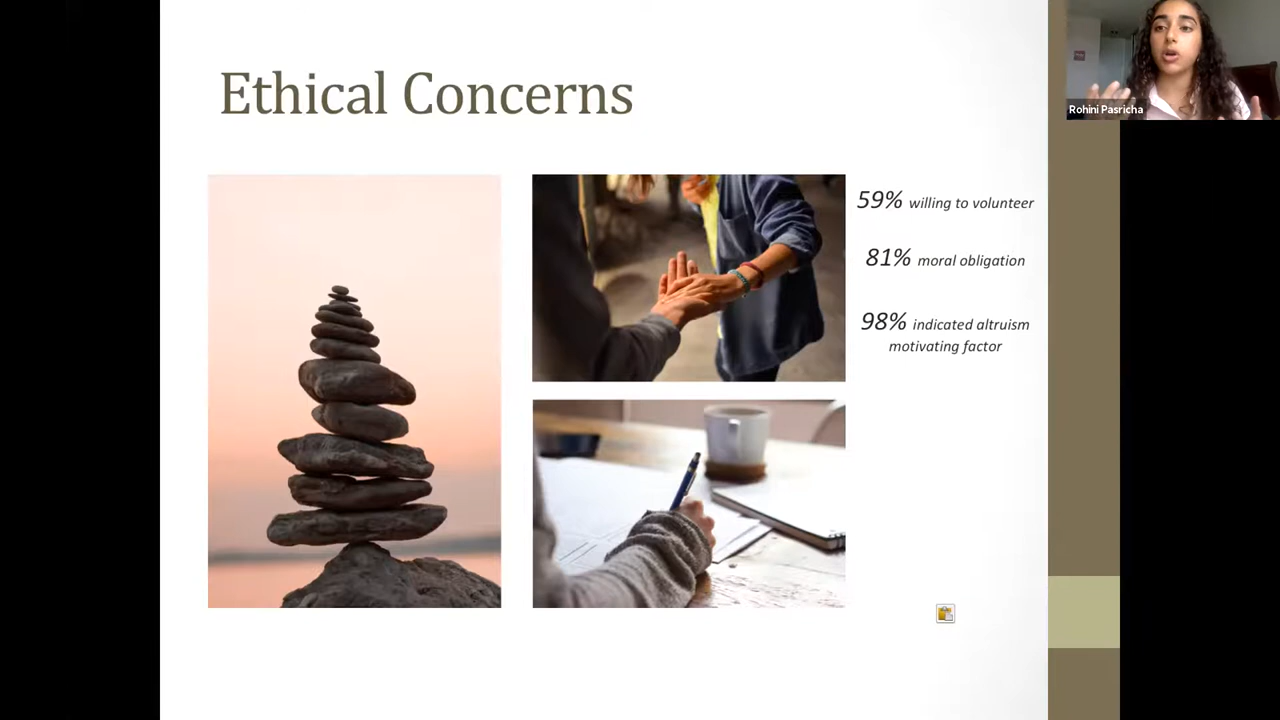 Ethical Concerns
59% willing to volunteer
81% moral obligation
98% indicated altruism
motivating factor
Rohini Pasricha